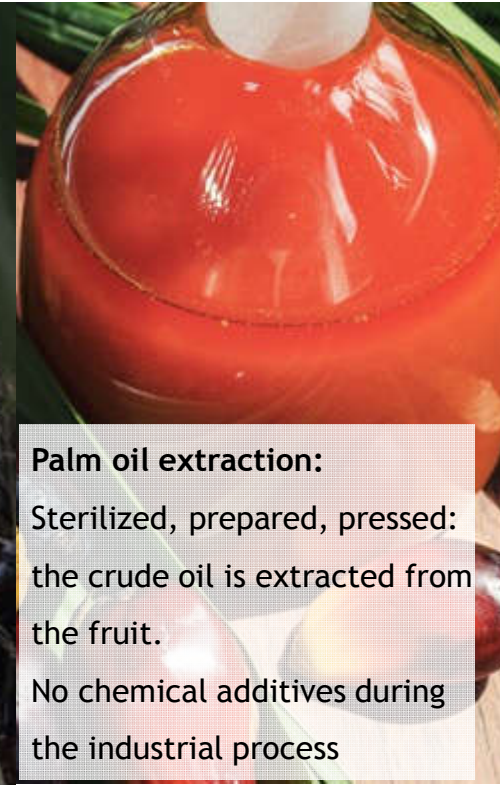 Palm oil extraction:
Sterilized, prepared, pressed:
the crude oil is extracted from
the fruit.
No chemical additives during
the industrial process